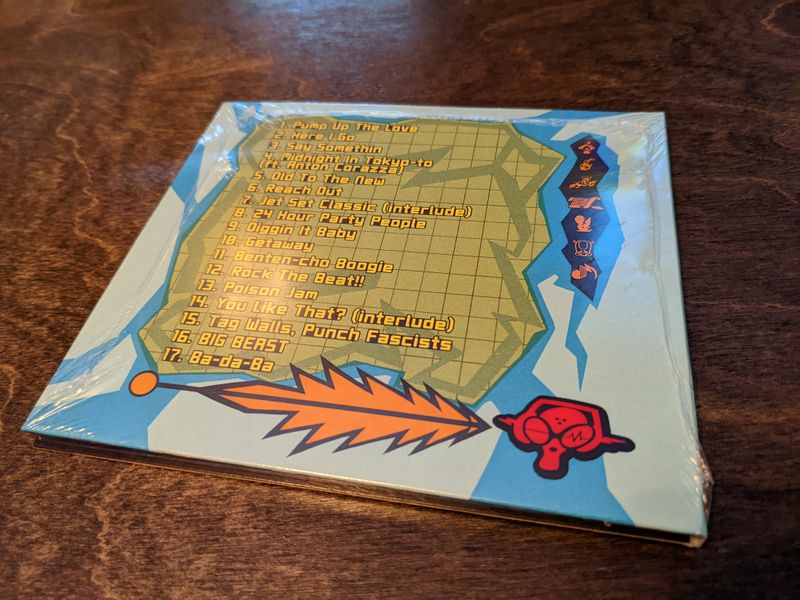 1. Pump Up The Love
2. Here I Go
3. Say Somethin
4. Midnight In Tokyo-to
(ft. Anton Corazza)
5. Old To The New
6. Reach Out
7. Jet Set Classic (interlude)
8. 24 Hour Party People
9. Diggin It Baby
10. Getaway
11. Benten-cho Boogie
12. Rock The Beat!!
13. Poison Jam
14. You Like That? (interlude)
15. Tag Walls, Punch Fascists
16. BIG BEAST
17. Ba-da-Ba